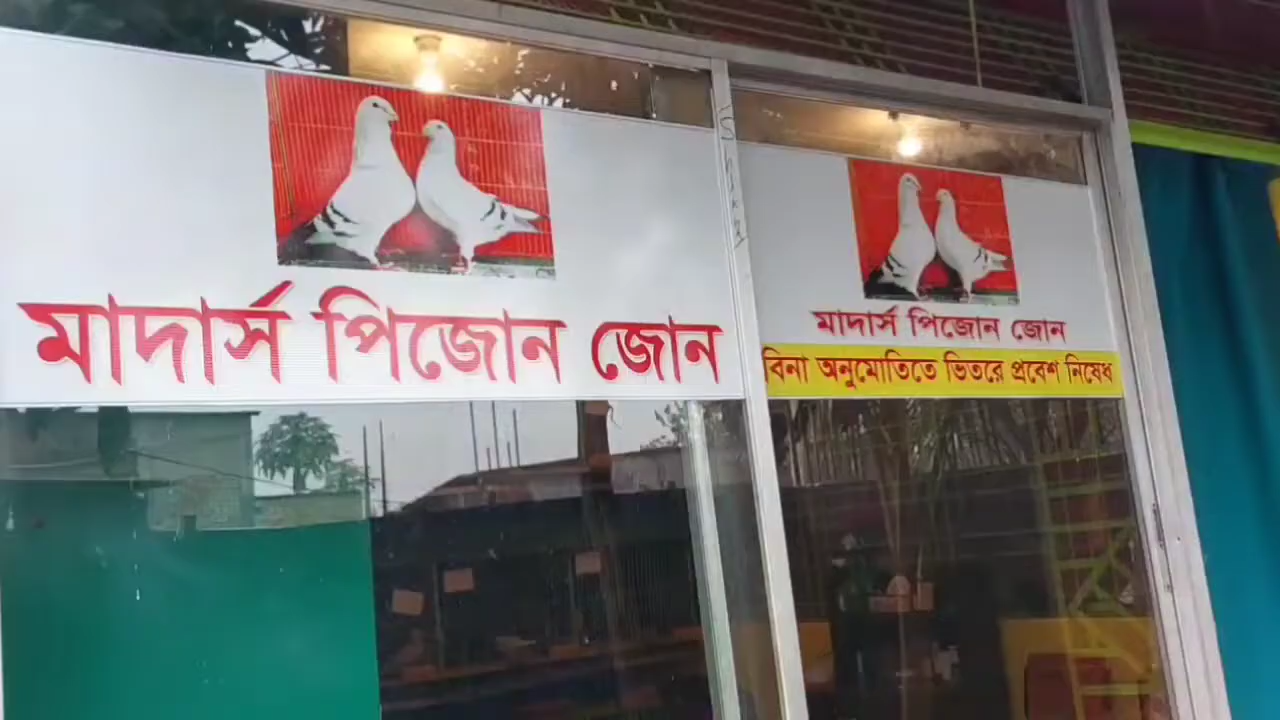 মাদার্স পিজোন জোন
মাদার্স পিজোন জোন
বিনা অনুমোতিতে ভিতরে প্রবেশ নিষেধ